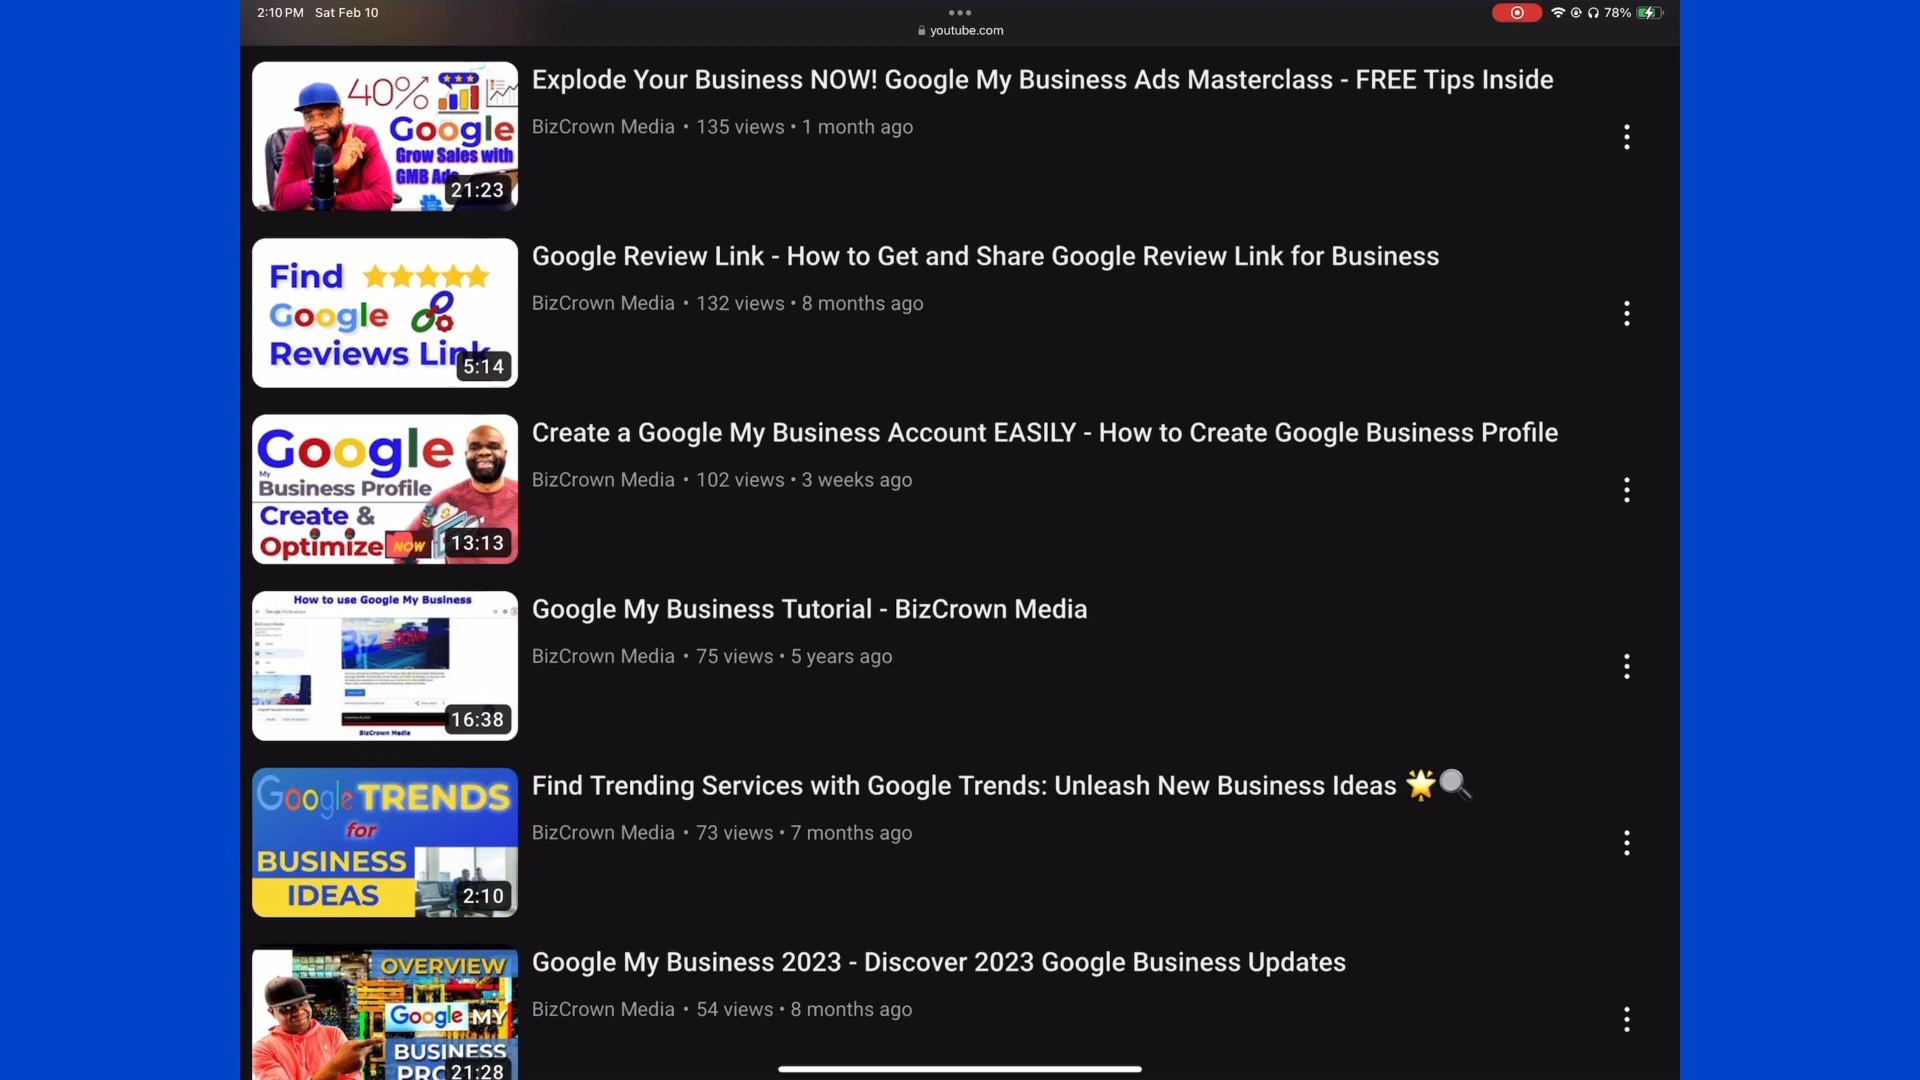 2:10 PM Sat Feb 10
youtube.com
78%
40%
Google
Grow Sales with
GMB Ads
21:23
Explode Your Business NOW! Google My Business Ads Masterclass - FREE Tips Inside
BizCrown Media • 135 views • 1 month ago
Find
Google
Reviews Link
5:14
Google Review Link - How to Get and Share Google Review Link for Business
BizCrown Media • 132 views • 8 months ago
Google
My
Business Profile
Create &
Optimize NOW
13:13
Create a Google My Business Account EASILY - How to Create Google Business Profile
BizCrown Media • 102 views • 3 weeks ago
How to use Google My Business
BizCrown Media
16:38
Google My Business Tutorial - BizCrown Media
BizCrown Media • 75 views • 5 years ago
Google TRENDS
for
BUSINESS
IDEAS
2:10
Find Trending Services with Google Trends: Unleash New Business Ideas 🌟🔍
BizCrown Media • 73 views • 7 months ago
OVERVIEW
Google MY
BUSINESS
21:28
Google My Business 2023 - Discover 2023 Google Business Updates
BizCrown Media • 54 views • 8 months ago